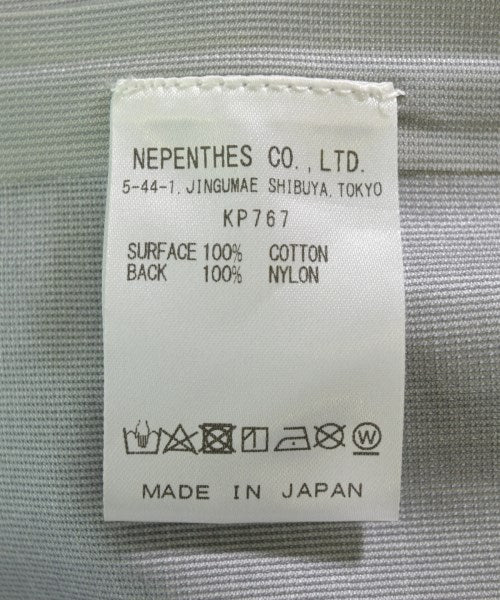 NEPENTHES CO., LTD.
5-44-1, JINGUMAE SHIBUYA, TOKYO
KP767
SURFACE 100% COTTON
BACK 100% NYLON
W
MADE IN JAPAN